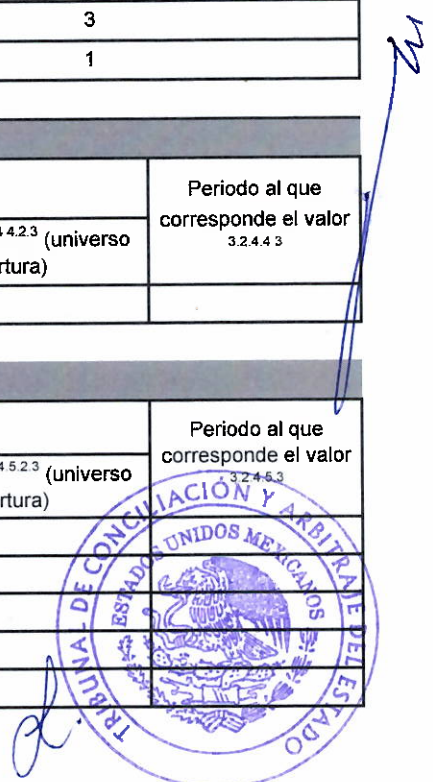 3
1
4.2.3 (universo
rtura)
Periodo al que
corresponde el valor
3.2.4.4 3
4.5.2.3 (universo
rtura)
Periodo al que
corresponde el valor
3.2.4.5.3
TRIBUNAL DE CONCILIACIÓN Y ARBITRAJE DEL ESTADO
ESTADOS UNIDOS MEXICANOS